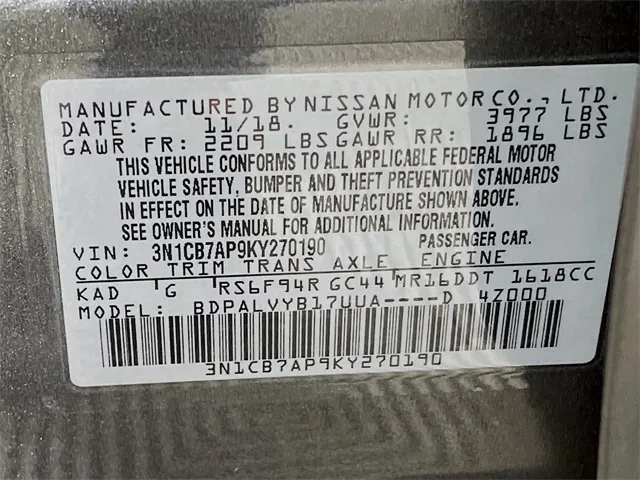 MANUFACTURED BY NISSAN MOTOR CO., LTD.
DATE: 11/18. GVWR: 3977 LBS
GAWR FR: 2209 LBS GAWR RR: 1896 LBS
THIS VEHICLE CONFORMS TO ALL APPLICABLE FEDERAL MOTOR
VEHICLE SAFETY, BUMPER AND THEFT PREVENTION STANDARDS
IN EFFECT ON THE DATE OF MANUFACTURE SHOWN ABOVE.
SEE OWNER'S MANUAL FOR ADDITIONAL INFORMATION.
VIN: 3N1CB7AP9KY270190 PASSENGER CAR.
COLOR TRIM TRANS AXLE ENGINE
KAD G RS6F94R GC44 MR16DDT 1618CC
MODEL: BDPALVYB17UUA----D 4Z000
3N1CB7AP9KY270190